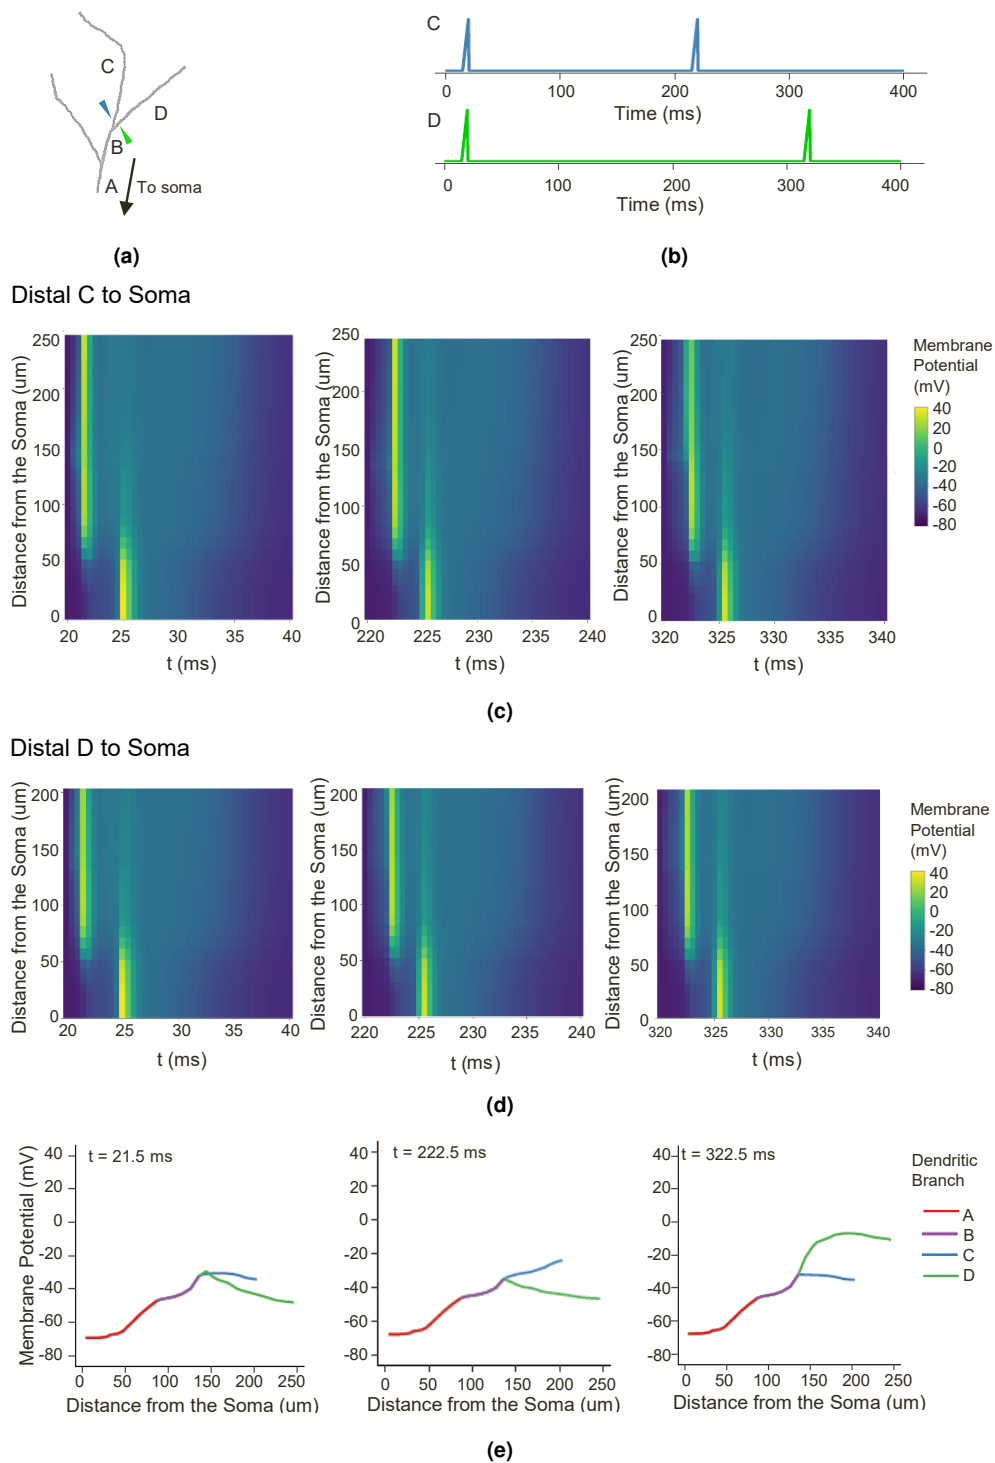 C
D
B
A
To soma
(a)
C
0 100 200 300 400
Time (ms)
D
0 100 200 300 400
Time (ms)
(b)
Distal C to Soma
Distance from the Soma (um)
250
200
150
100
50
0
20 25 30 35 40
t (ms)
Distance from the Soma (um)
250
200
150
100
50
0
220 225 230 235 240
t (ms)
Distance from the Soma (um)
250
200
150
100
50
0
320 325 330 335 340
t (ms)
Membrane
Potential
(mV)
40
20
0
-20
-40
-60
-80
(c)
Distal D to Soma
Distance from the Soma (um)
200
150
100
50
0
20 25 30 35 40
t (ms)
Distance from the Soma (um)
200
150
100
50
0
220 225 230 235 240
t (ms)
Distance from the Soma (um)
200
150
100
50
0
320 325 330 335 340
t (ms)
Membrane
Potential
(mV)
40
20
0
-20
-40
-60
-80
(d)
Membrane Potential (mV)
t = 21.5 ms
40
20
0
-20
-40
-60
-80
0 50 100 150 200 250
Distance from the Soma (um)
t = 222.5 ms
40
20
0
-20
-40
-60
-80
0 50 100 150 200 250
Distance from the Soma (um)
t = 322.5 ms
40
20
0
-20
-40
-60
-80
0 50 100 150 200 250
Distance from the Soma (um)
Dendritic
Branch
A
B
C
D
(e)